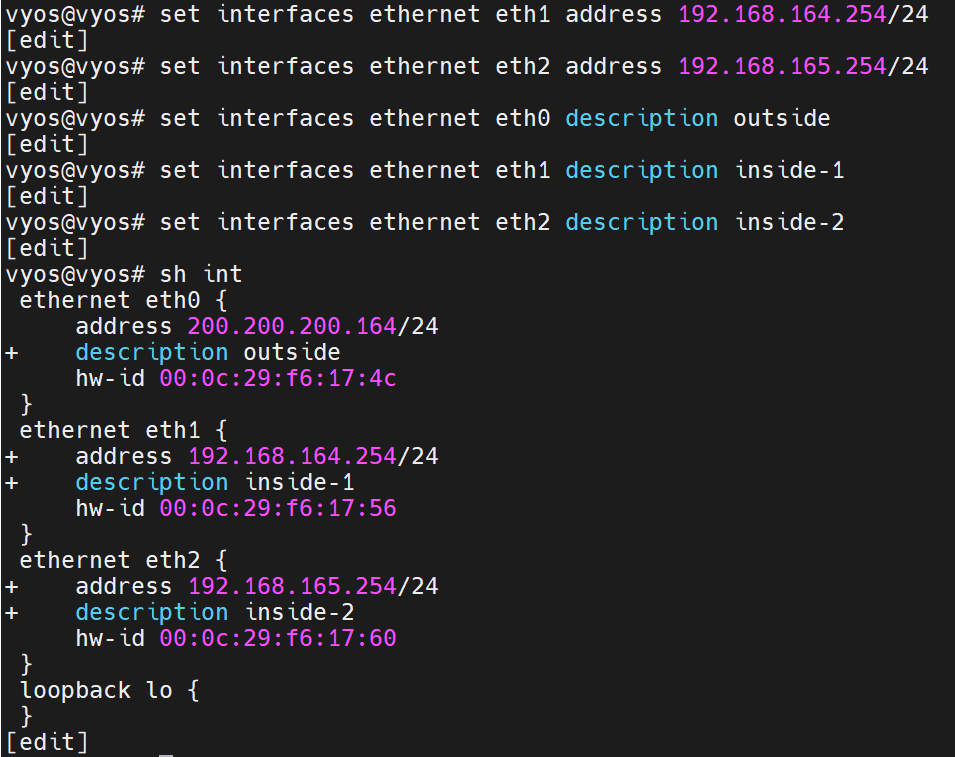 vyos@vyos# set interfaces ethernet eth1 address 192.168.164.254/24
[edit]
vyos@vyos# set interfaces ethernet eth2 address 192.168.165.254/24
[edit]
vyos@vyos# set interfaces ethernet eth0 description outside
[edit]
vyos@vyos# set interfaces ethernet eth1 description inside-1
[edit]
vyos@vyos# set interfaces ethernet eth2 description inside-2
[edit]
vyos@vyos# sh int
 ethernet eth0 {
     address 200.200.200.164/24
+    description outside
     hw-id 00:0c:29:f6:17:4c
 }
 ethernet eth1 {
+    address 192.168.164.254/24
+    description inside-1
     hw-id 00:0c:29:f6:17:56
 }
 ethernet eth2 {
+    address 192.168.165.254/24
+    description inside-2
     hw-id 00:0c:29:f6:17:60
 }
 loopback lo {
 }
[edit]